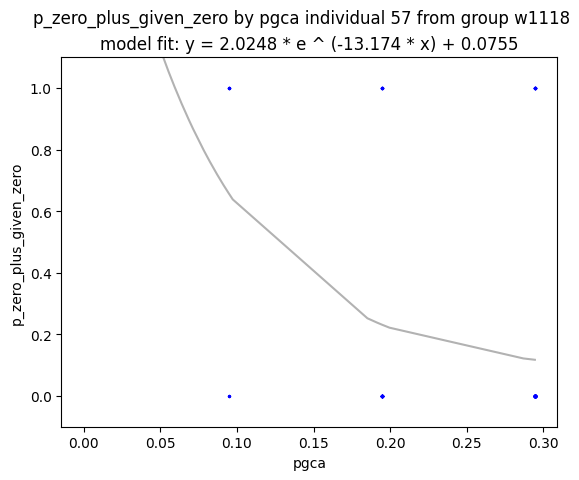 p_zero_plus_given_zero by pgca individual 57 from group w1118
model fit: y = 2.0248 * e ^ (-13.174 * x) + 0.0755
p_zero_plus_given_zero
1.0
0.8
0.6
0.4
0.2
0.0
0.00 0.05 0.10 0.15 0.20 0.25 0.30
pgca